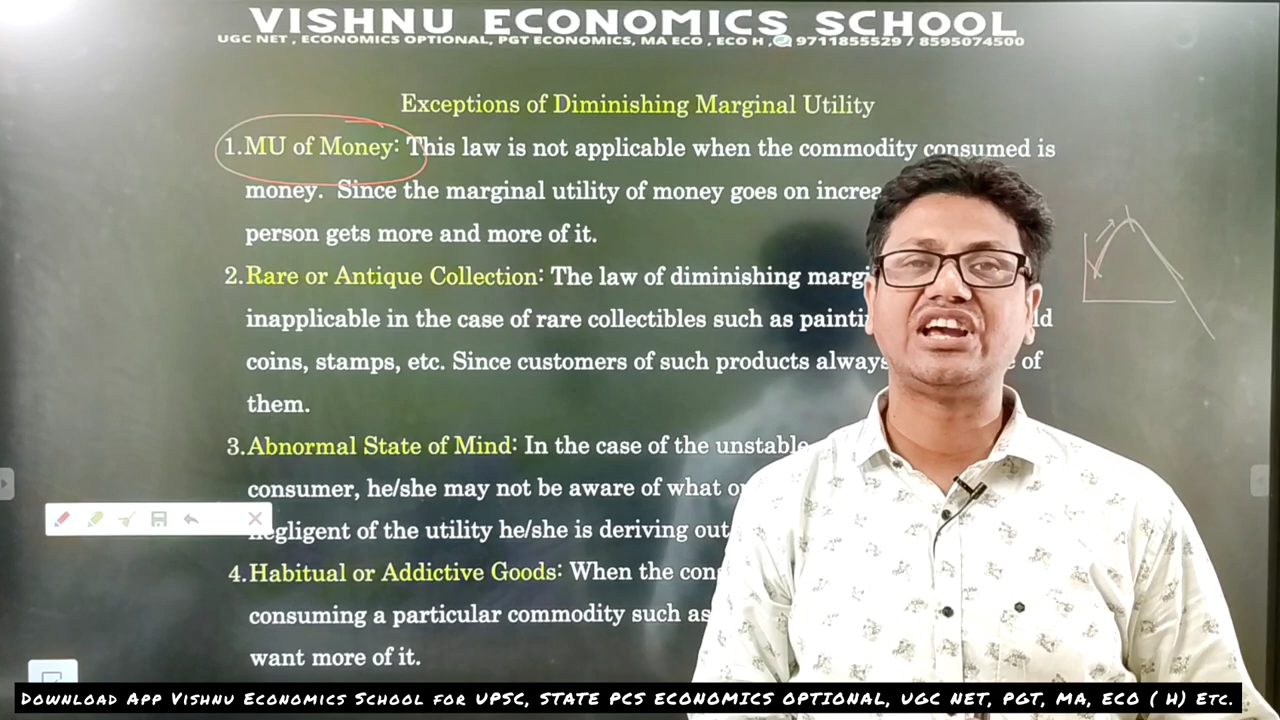 VISHNU ECONOMICS SCHOOL
UGC NET , ECONOMICS OPTIONAL, PGT ECONOMICS, MA ECO , ECO H , 9711855529 / 8595074500
Exceptions of Diminishing Marginal Utility
1.MU of Money: This law is not applicable when the commodity consumed is
money. Since the marginal utility of money goes on increa
person gets more and more of it.
2.Rare or Antique Collection: The law of diminishing margi
inapplicable in the case of rare collectibles such as painti ld
coins, stamps, etc. Since customers of such products always of
them.
3.Abnormal State of Mind: In the case of the unstable
consumer, he/she may not be aware of what o
negligent of the utility he/she is deriving out
4.Habitual or Addictive Goods: When the con
consuming a particular commodity such as
want more of it.
Download App Vishnu Economics School for UPSC, STATE PCS ECONOMICS OPTIONAL, UGC NET, PGT, MA, ECO ( H) Etc.